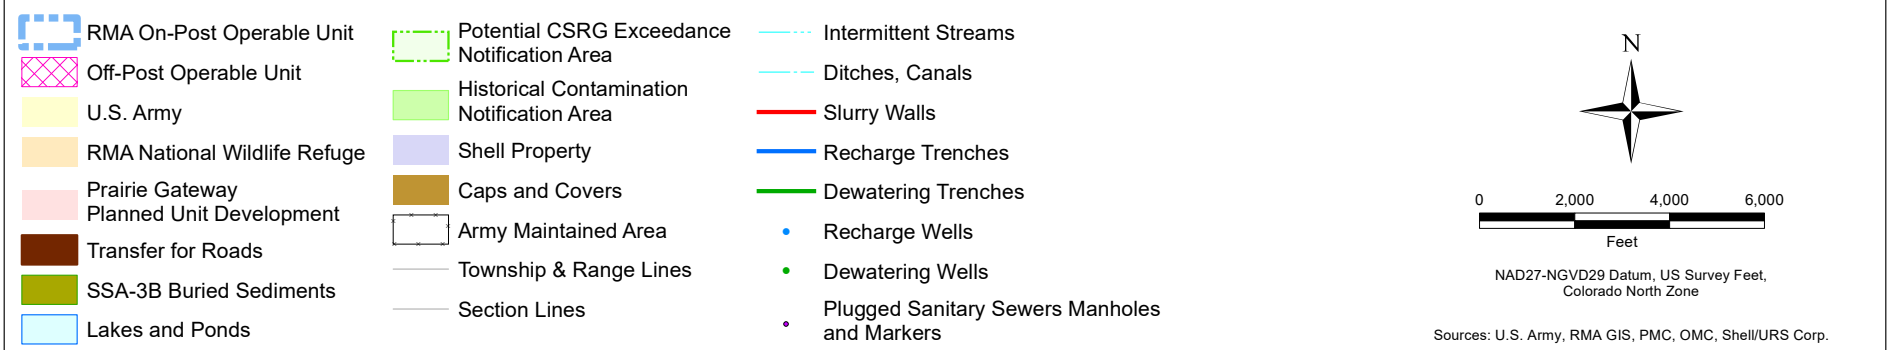 RMA On-Post Operable Unit
Off-Post Operable Unit
U.S. Army
RMA National Wildlife Refuge
Prairie Gateway
Planned Unit Development
Transfer for Roads
SSA-3B Buried Sediments
Lakes and Ponds
Potential CSRG Exceedance
Notification Area
Historical Contamination
Notification Area
Shell Property
Caps and Covers
Army Maintained Area
Township & Range Lines
Section Lines
Intermittent Streams
Ditches, Canals
Slurry Walls
Recharge Trenches
Dewatering Trenches
Recharge Wells
Dewatering Wells
Plugged Sanitary Sewers Manholes
and Markers
N
0 2,000 4,000 6,000
Feet
NAD27-NGVD29 Datum, US Survey Feet,
Colorado North Zone
Sources: U.S. Army, RMA GIS, PMC, OMC, Shell/URS Corp.